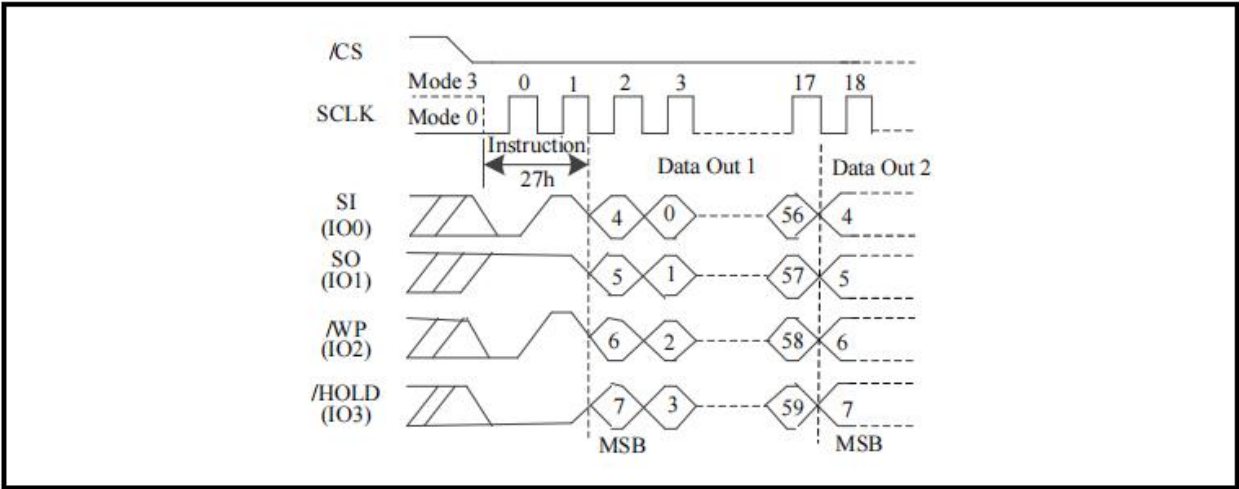 /CS
Mode 3 0 1 2 3 17 18
SCLK Mode 0
Instruction
27h
Data Out 1 Data Out 2
SI
(IO0)
4 0 56 4
SO
(IO1)
5 1 57 5
/WP
(IO2)
6 2 58 6
/HOLD
(IO3)
7 3 59 7
MSB MSB